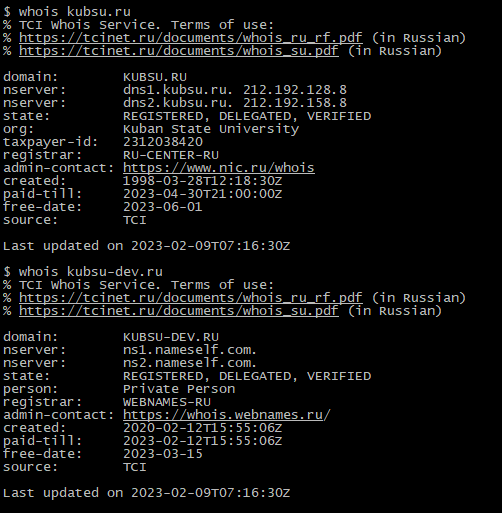 $ whois kubsu.ru
% TCI Whois Service. Terms of use:
% https://tcinet.ru/documents/whois_ru_rf.pdf (in Russian)
% https://tcinet.ru/documents/whois_su.pdf (in Russian)

domain:        KUBSU.RU
nserver:       dns1.kubsu.ru. 212.192.128.8
nserver:       dns2.kubsu.ru. 212.192.158.8
state:         REGISTERED, DELEGATED, VERIFIED
org:           Kuban State University
taxpayer-id:   2312038420
registrar:     RU-CENTER-RU
admin-contact: https://www.nic.ru/whois
created:       1998-03-28T12:18:30Z
paid-till:     2023-04-30T21:00:00Z
free-date:     2023-06-01
source:        TCI

Last updated on 2023-02-09T07:16:30Z

$ whois kubsu-dev.ru
% TCI Whois Service. Terms of use:
% https://tcinet.ru/documents/whois_ru_rf.pdf (in Russian)
% https://tcinet.ru/documents/whois_su.pdf (in Russian)

domain:        KUBSU-DEV.RU
nserver:       ns1.nameself.com.
nserver:       ns2.nameself.com.
state:         REGISTERED, DELEGATED, VERIFIED
person:        Private Person
registrar:     WEBNAMES-RU
admin-contact: https://whois.webnames.ru/
created:       2020-02-12T15:55:06Z
paid-till:     2023-02-12T15:55:06Z
free-date:     2023-03-15
source:        TCI

Last updated on 2023-02-09T07:16:30Z